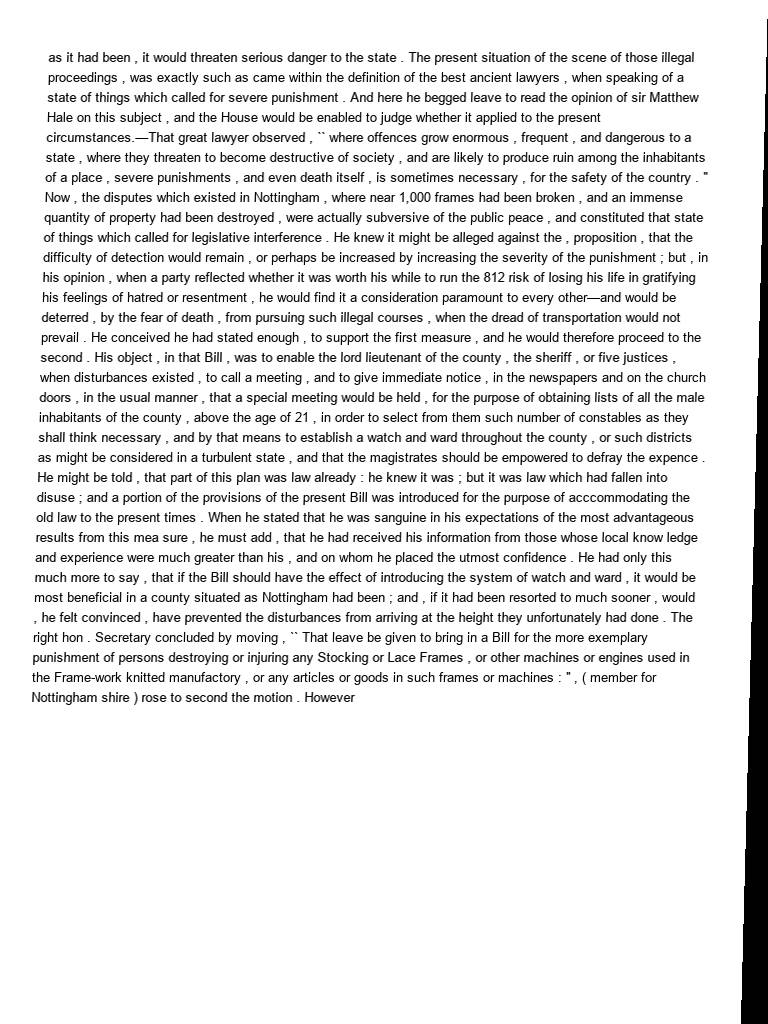 as it had been , it would threaten serious danger to the state . The present situation of the scene of those illegal
proceedings , was exactly such as came within the definition of the best ancient lawyers , when speaking of a
state of things which called for severe punishment . And here he begged leave to read the opinion of sir Matthew
Hale on this subject , and the House would be enabled to judge whether it applied to the present
circumstances.—That great lawyer observed , `` where offences grow enormous , frequent , and dangerous to a
state , where they threaten to become destructive of society , and are likely to produce ruin among the inhabitants
of a place , severe punishments , and even death itself , is sometimes necessary , for the safety of the country . "
Now , the disputes which existed in Nottingham , where near 1,000 frames had been broken , and an immense
quantity of property had been destroyed , were actually subversive of the public peace , and constituted that state
of things which called for legislative interference . He knew it might be alleged against the , proposition , that the
difficulty of detection would remain , or perhaps be increased by increasing the severity of the punishment ; but , in
his opinion , when a party reflected whether it was worth his while to run the 812 risk of losing his life in gratifying
his feelings of hatred or resentment , he would find it a consideration paramount to every other—and would be
deterred , by the fear of death , from pursuing such illegal courses , when the dread of transportation would not
prevail . He conceived he had stated enough , to support the first measure , and he would therefore proceed to the
second . His object , in that Bill , was to enable the lord lieutenant of the county , the sheriff , or five justices ,
when disturbances existed , to call a meeting , and to give immediate notice , in the newspapers and on the church
doors , in the usual manner , that a special meeting would be held , for the purpose of obtaining lists of all the male
inhabitants of the county , above the age of 21 , in order to select from them such number of constables as they
shall think necessary , and by that means to establish a watch and ward throughout the county , or such districts
as might be considered in a turbulent state , and that the magistrates should be empowered to defray the expence .
He might be told , that part of this plan was law already : he knew it was ; but it was law which had fallen into
disuse ; and a portion of the provisions of the present Bill was introduced for the purpose of acccommodating the
old law to the present times . When he stated that he was sanguine in his expectations of the most advantageous
results from this mea sure , he must add , that he had received his information from those whose local know ledge
and experience were much greater than his , and on whom he placed the utmost confidence . He had only this
much more to say , that if the Bill should have the effect of introducing the system of watch and ward , it would be
most beneficial in a county situated as Nottingham had been ; and , if it had been resorted to much sooner , would
, he felt convinced , have prevented the disturbances from arriving at the height they unfortunately had done . The
right hon . Secretary concluded by moving , `` That leave be given to bring in a Bill for the more exemplary
punishment of persons destroying or injuring any Stocking or Lace Frames , or other machines or engines used in
the Frame-work knitted manufactory , or any articles or goods in such frames or machines : " , ( member for
Nottingham shire ) rose to second the motion . However